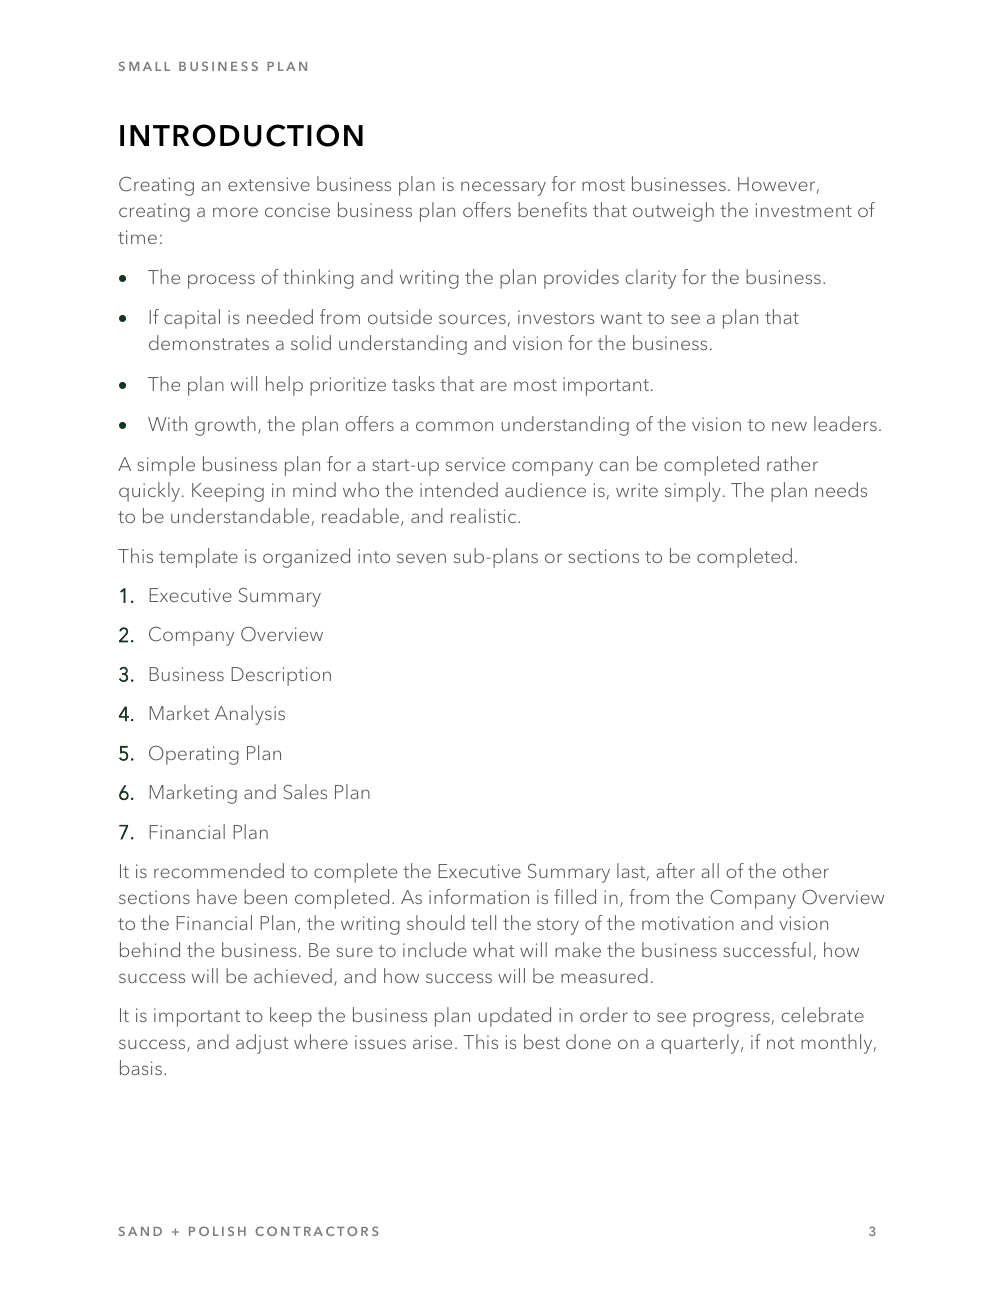 SMALL BUSINESS PLAN
INTRODUCTION
Creating an extensive business plan is necessary for most businesses. However,
creating a more concise business plan offers benefits that outweigh the investment of
time:
• The process of thinking and writing the plan provides clarity for the business.
• If capital is needed from outside sources, investors want to see a plan that
demonstrates a solid understanding and vision for the business.
• The plan will help prioritize tasks that are most important.
• With growth, the plan offers a common understanding of the vision to new leaders.
A simple business plan for a start-up service company can be completed rather
quickly. Keeping in mind who the intended audience is, write simply. The plan needs
to be understandable, readable, and realistic.
This template is organized into seven sub-plans or sections to be completed.
1. Executive Summary
2. Company Overview
3. Business Description
4. Market Analysis
5. Operating Plan
6. Marketing and Sales Plan
7. Financial Plan
It is recommended to complete the Executive Summary last, after all of the other
sections have been completed. As information is filled in, from the Company Overview
to the Financial Plan, the writing should tell the story of the motivation and vision
behind the business. Be sure to include what will make the business successful, how
success will be achieved, and how success will be measured.
It is important to keep the business plan updated in order to see progress, celebrate
success, and adjust where issues arise. This is best done on a quarterly, if not monthly,
basis.
SAND + POLISH CONTRACTORS 3